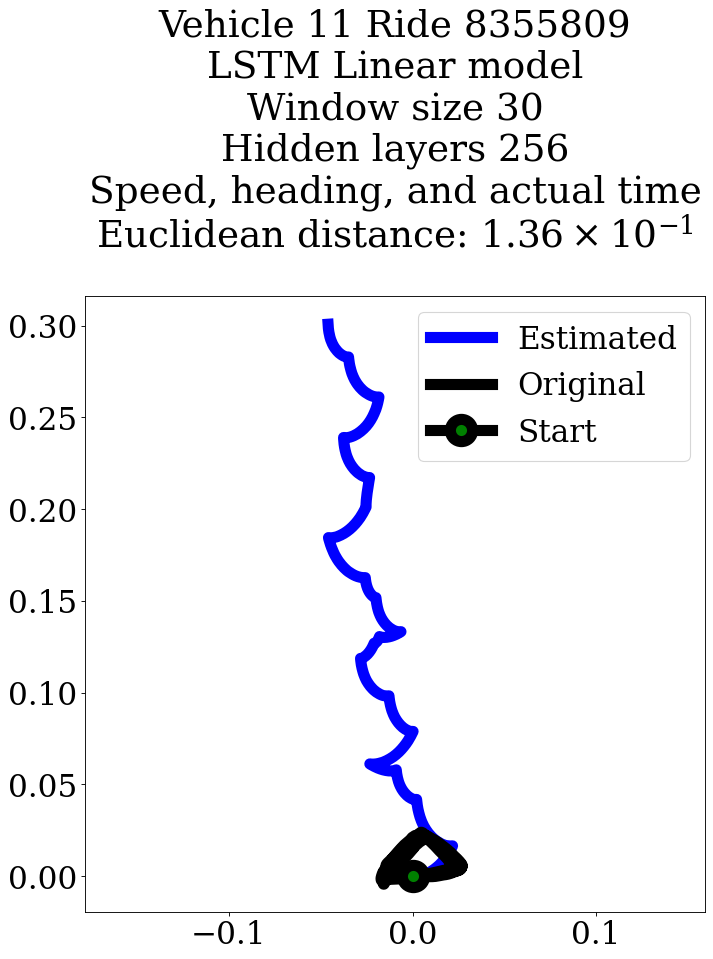 Vehicle 11 Ride 8355809
LSTM Linear model
Window size 30
Hidden layers 256
Speed, heading, and actual time
Euclidean distance: 1.36 × 10⁻¹
Estimated
Original
Start
0.30
0.25
0.20
0.15
0.10
0.05
0.00
−0.1 0.0 0.1